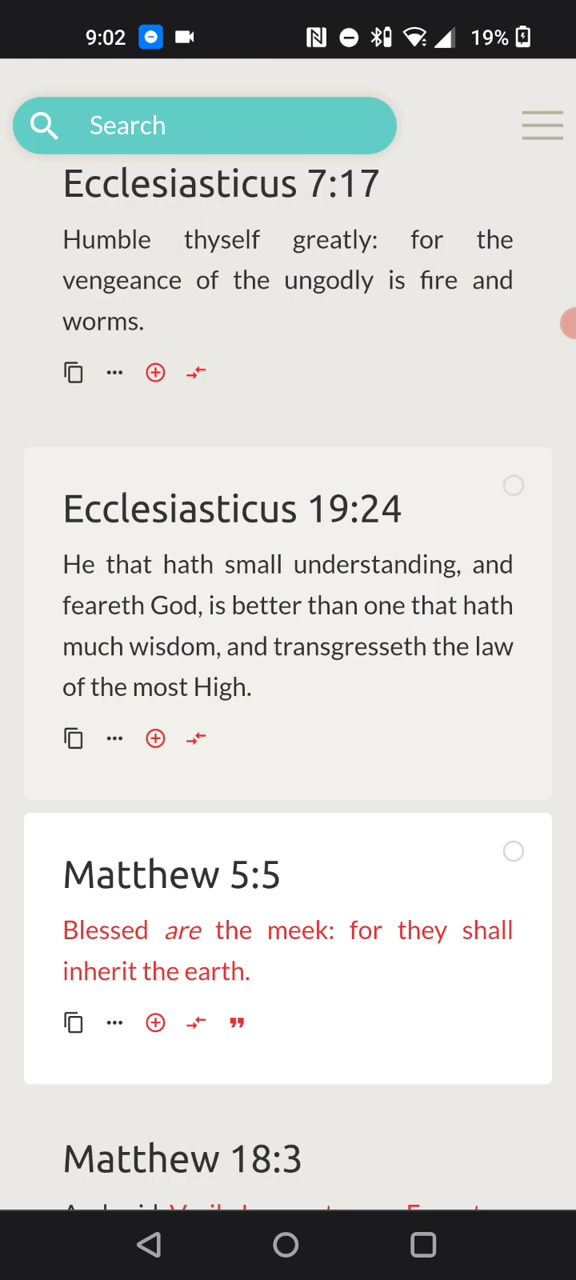 9:02
19%
Search
Ecclesiasticus 7:17
Humble thyself greatly: for the
vengeance of the ungodly is fire and
worms.
Ecclesiasticus 19:24
He that hath small understanding, and
feareth God, is better than one that hath
much wisdom, and transgresseth the law
of the most High.
Matthew 5:5
Blessed are the meek: for they shall
inherit the earth.
Matthew 18:3